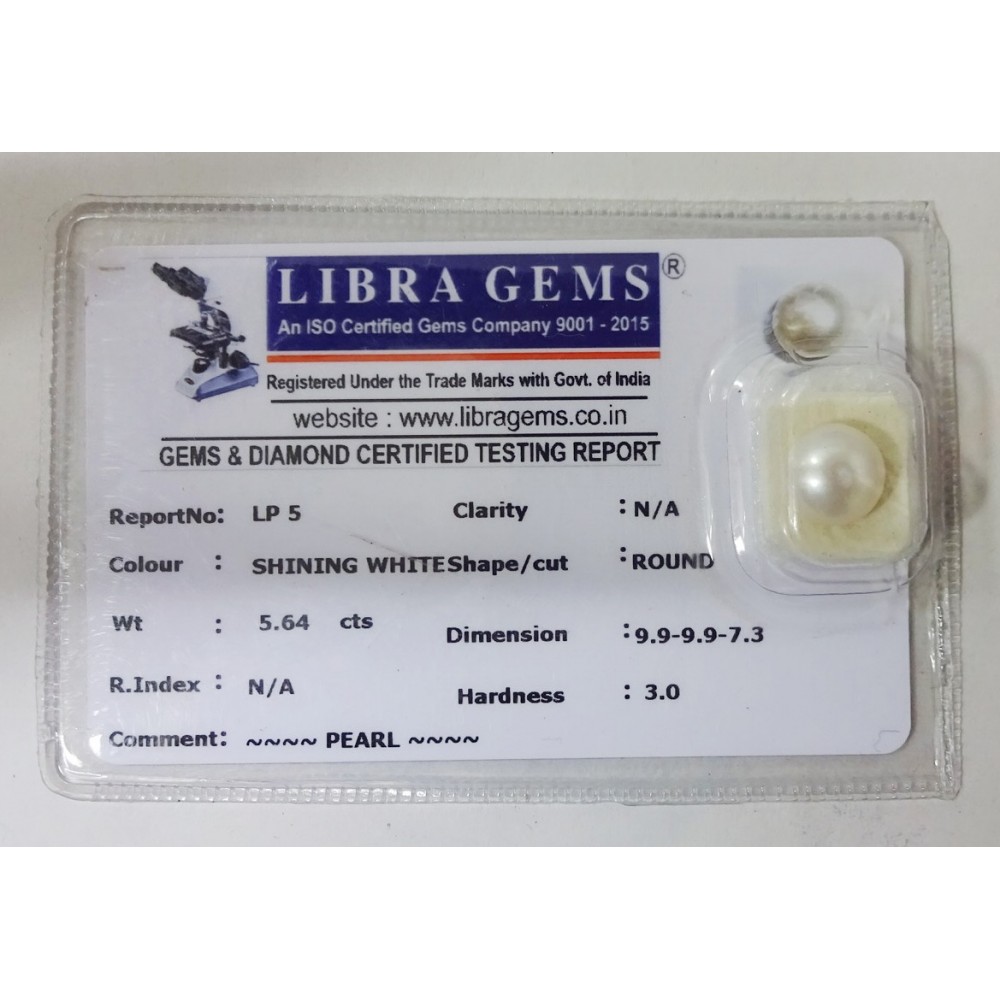 LIBRA GEMS ®
An ISO Certified Gems Company 9001 - 2015
Registered Under the Trade Marks with Govt. of India
website : www.libragems.co.in
GEMS & DIAMOND CERTIFIED TESTING REPORT
ReportNo: LP 5 Clarity : N/A
Colour : SHINING WHITE Shape/cut : ROUND
Wt : 5.64 cts Dimension : 9.9-9.9-7.3
R.Index : N/A Hardness : 3.0
Comment: ~~~~ PEARL ~~~~